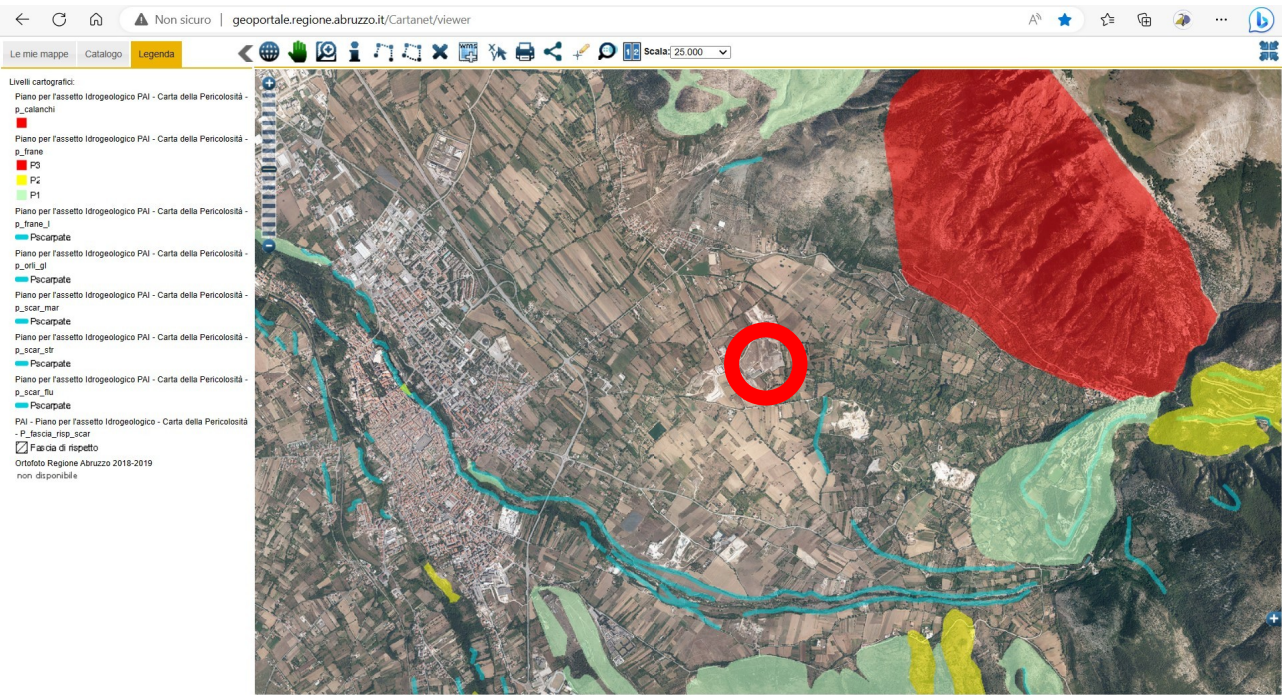 Non sicuro | geoportale.regione.abruzzo.it/Cartanet/viewer
Le mie mappe Catalogo Legenda
wms
1:2 Scala: 25.000
Livelli cartografici:
Piano per l'assetto Idrogeologico PAI - Carta della Pericolosità -
p_calanchi
Piano per l'assetto Idrogeologico PAI - Carta della Pericolosità -
p_frane
P3
P2
P1
Piano per l'assetto Idrogeologico PAI - Carta della Pericolosità -
p_frane_l
Pscarpate
Piano per l'assetto Idrogeologico PAI - Carta della Pericolosità -
p_orli_gl
Pscarpate
Piano per l'assetto Idrogeologico PAI - Carta della Pericolosità -
p_scar_mar
Pscarpate
Piano per l'assetto Idrogeologico PAI - Carta della Pericolosità -
p_scar_str
Pscarpate
Piano per l'assetto Idrogeologico PAI - Carta della Pericolosità -
p_scar_flu
Pscarpate
PAI - Piano per l'assetto Idrogeologico - Carta della Pericolosità
- P_fascia_risp_scar
Fascia di rispetto
Ortofoto Regione Abruzzo 2018-2019
non disponibile